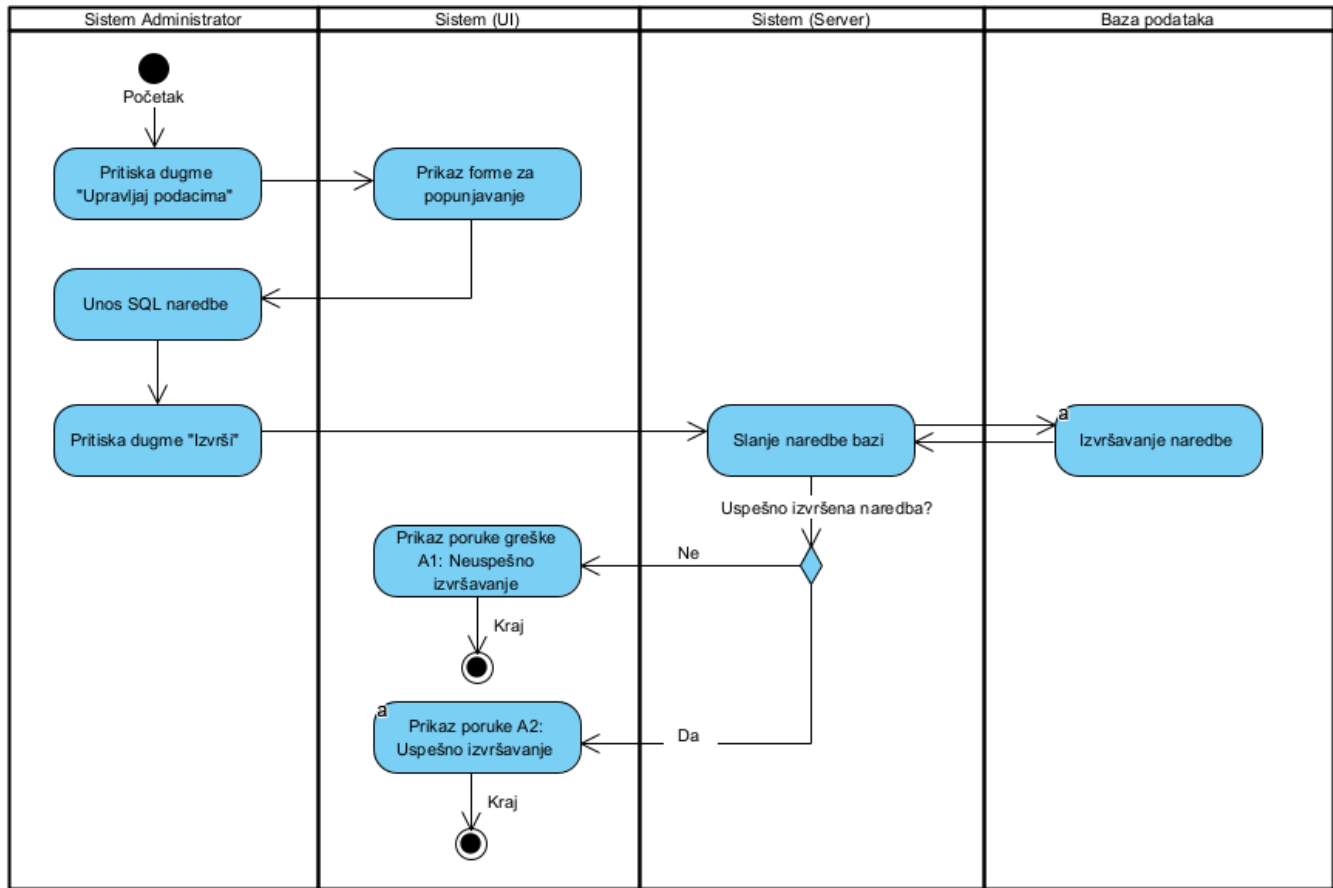 Sistem Administrator
Sistem (UI)
Sistem (Server)
Baza podataka
Početak
Pritiska dugme
"Upravljaj podacima"
Prikaz forme za
popunjavanje
Unos SQL naredbe
Pritiska dugme "Izvrši"
Slanje naredbe bazi
a
Izvršavanje naredbe
Uspešno izvršena naredba?
Prikaz poruke greške
A1: Neuspešno
izvršavanje
Ne
Kraj
a
Prikaz poruke A2:
Uspešno izvršavanje
Da
Kraj